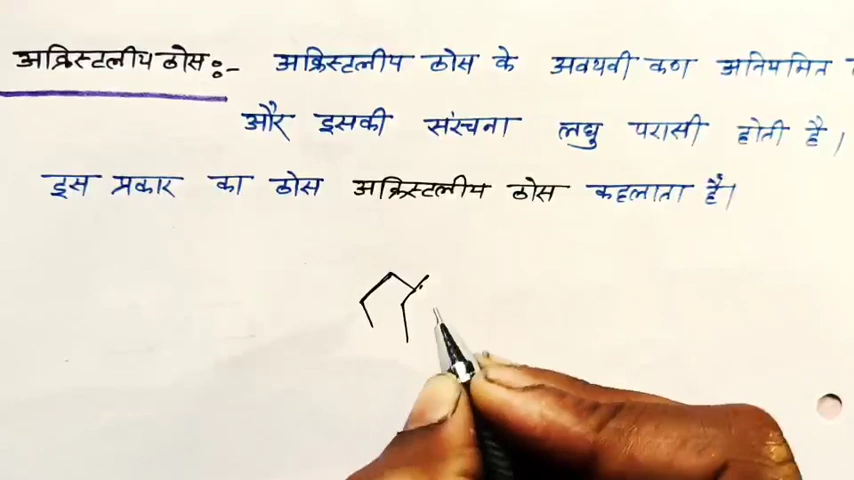 अक्रिस्टलीय ठोस :- अक्रिस्टलीय ठोस के अवयवी कण अनियमित
और इसकी संरचना लघु परासी होती है।
इस प्रकार का ठोस अक्रिस्टलीय ठोस कहलाता है।